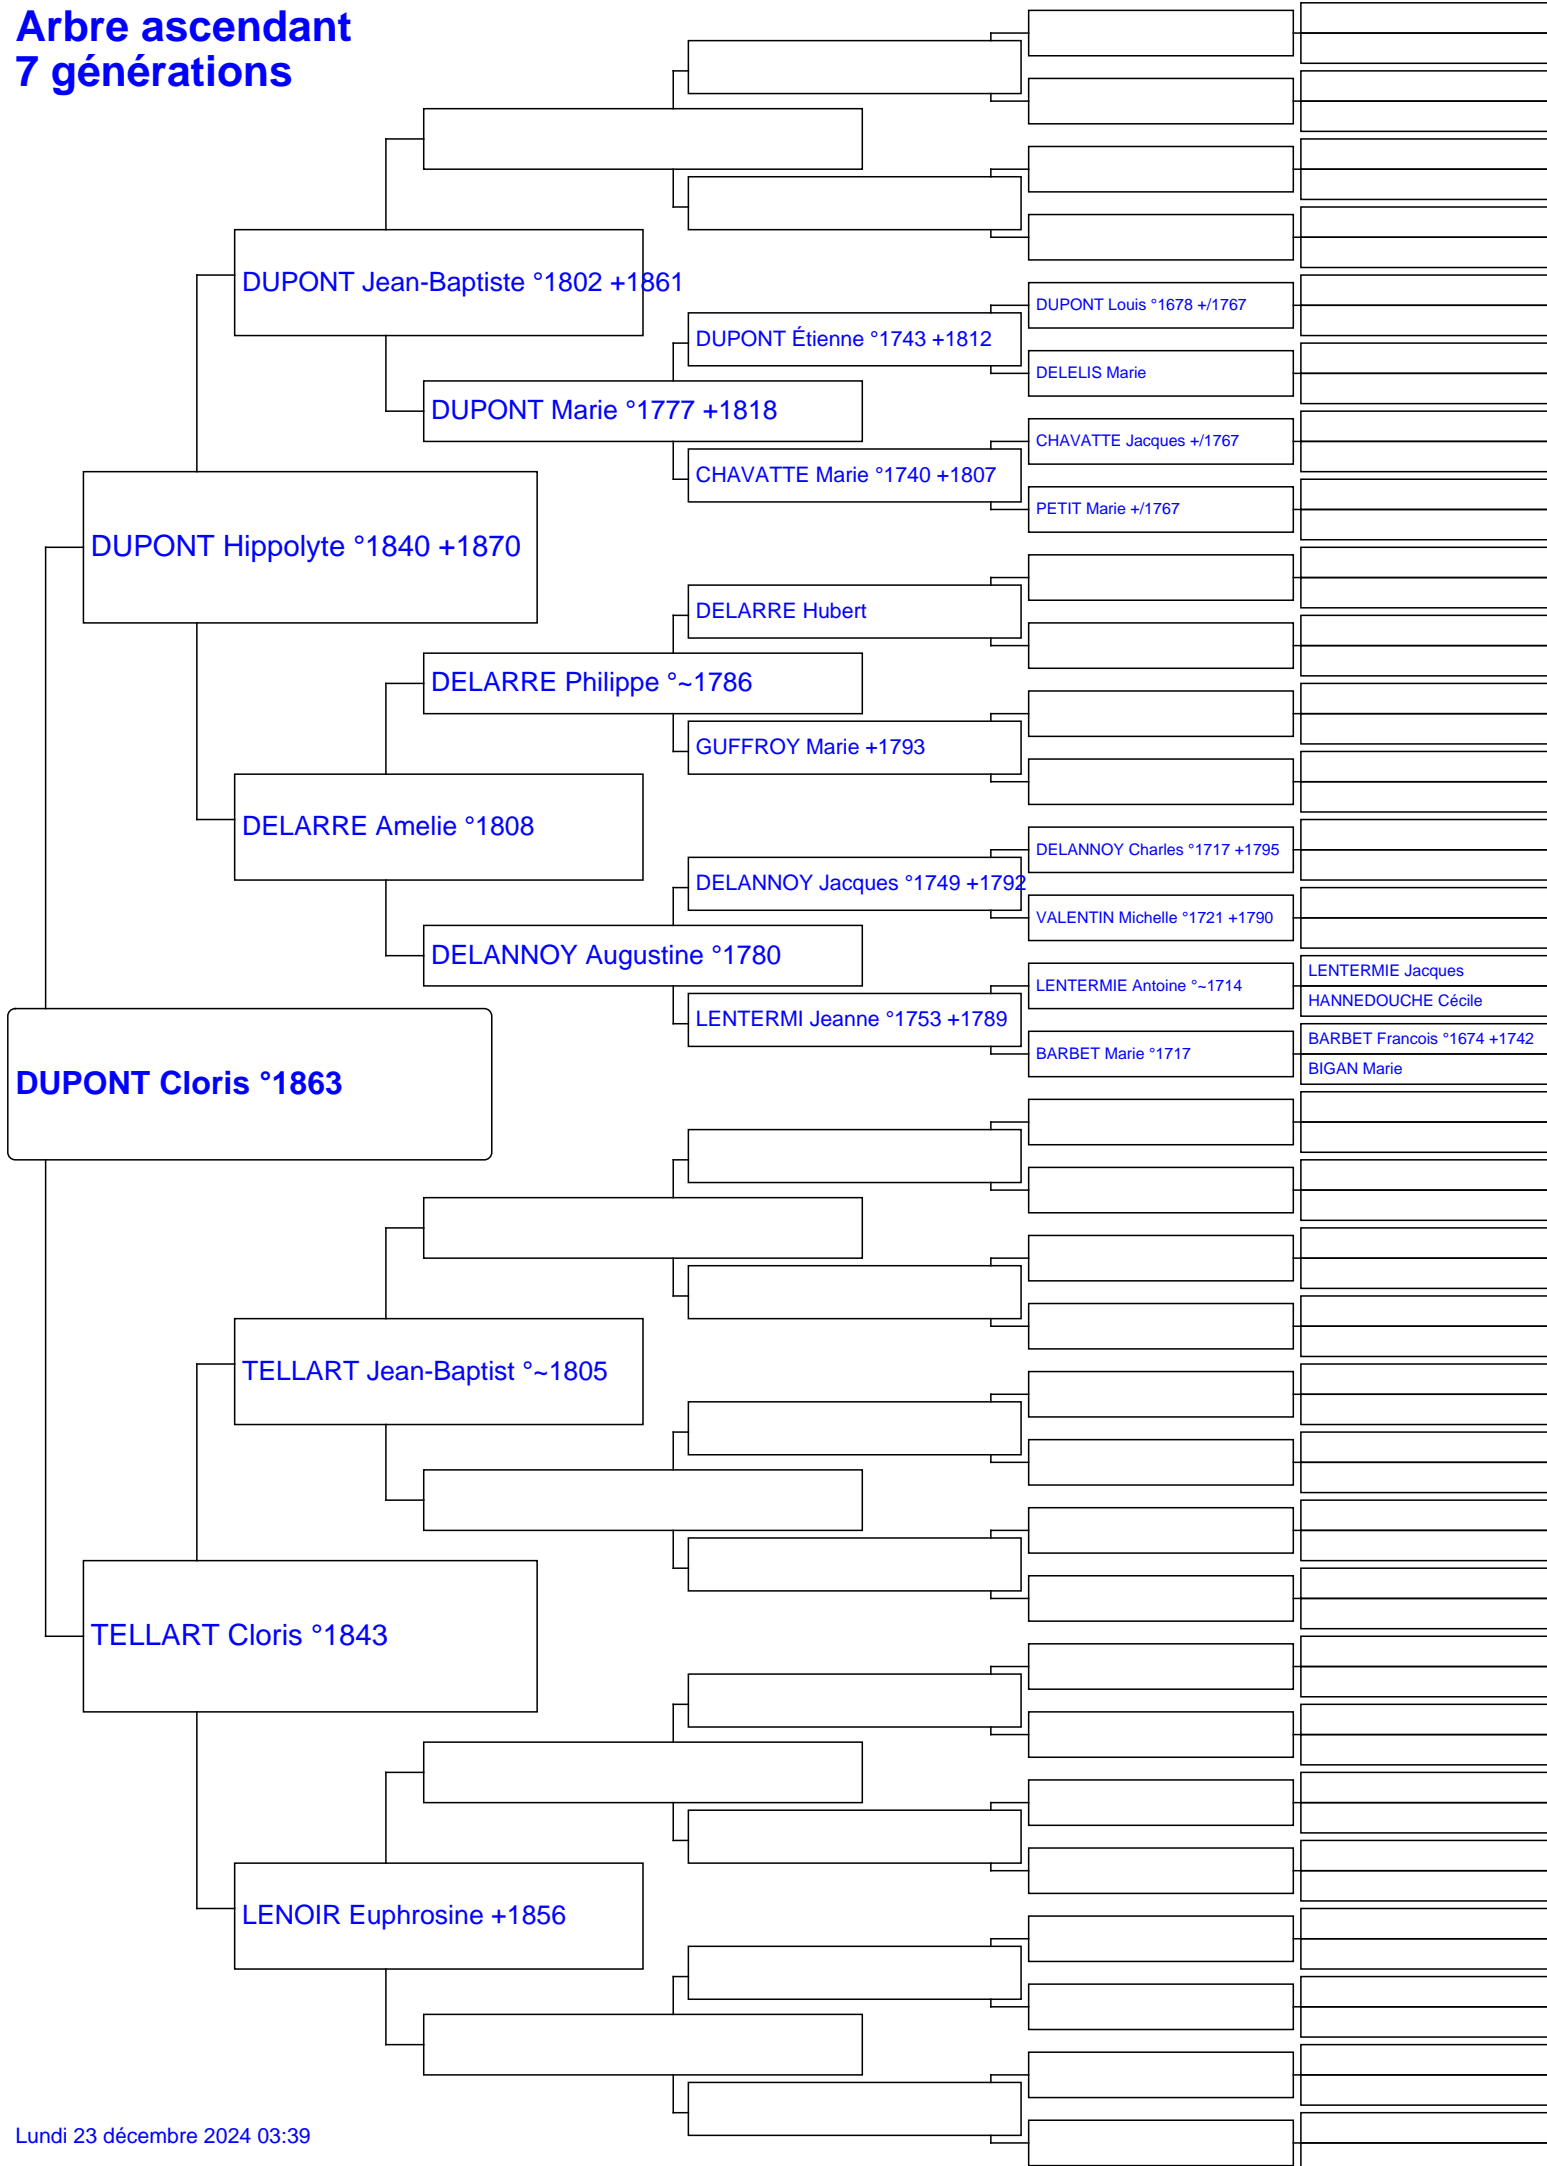 Arbre ascendant
7 générations
DUPONT Jean-Baptiste °1802 +1861
DUPONT Louis °1678 +/1767
DUPONT Étienne °1743 +1812
DELELIS Marie
DUPONT Marie °1777 +1818
CHAVATTE Jacques +/1767
CHAVATTE Marie °1740 +1807
PETIT Marie +/1767
DUPONT Hippolyte °1840 +1870
DELARRE Hubert
DELARRE Philippe °~1786
GUFFROY Marie +1793
DELARRE Amelie °1808
DELANNOY Charles °1717 +1795
DELANNOY Jacques °1749 +1792
VALENTIN Michelle °1721 +1790
DELANNOY Augustine °1780
LENTERMIE Jacques
LENTERMIE Antoine °~1714
HANNEDOUCHE Cécile
LENTERMI Jeanne °1753 +1789
BARBET Francois °1674 +1742
BARBET Marie °1717
BIGAN Marie
DUPONT Cloris °1863
TELLART Jean-Baptist °~1805
TELLART Cloris °1843
LENOIR Euphrosine +1856
Lundi 23 décembre 2024 03:39